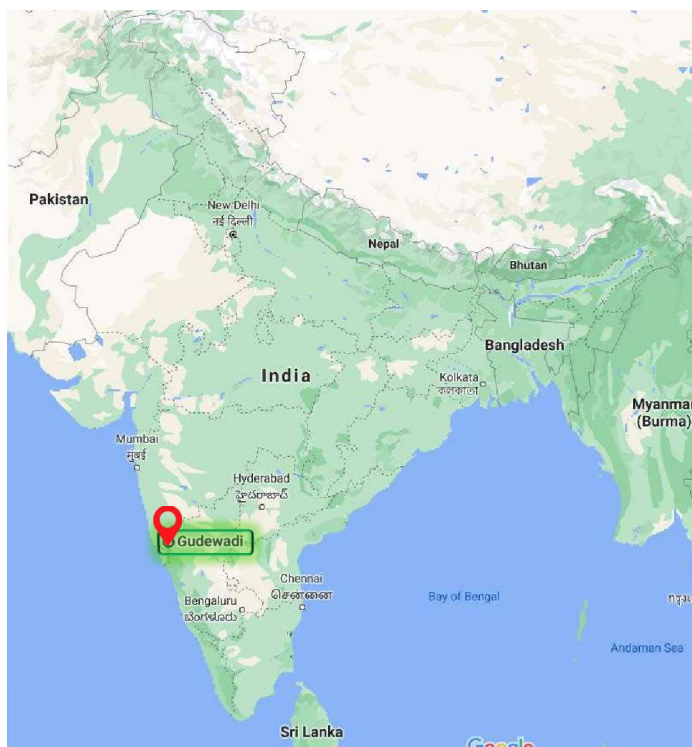 Pakistan
New Delhi
नई दिल्ली
Nepal
Bhutan
Bangladesh
India
Kolkata
কলকাতা
Myanmar
(Burma)
Mumbai
मुंबई
Hyderabad
హైదరాబాద్
Gudewadi
Chennai
சென்னை
Bengaluru
ಬೆಂಗಳೂರು
Bay of Bengal
Andaman Sea
Sri Lanka
Google